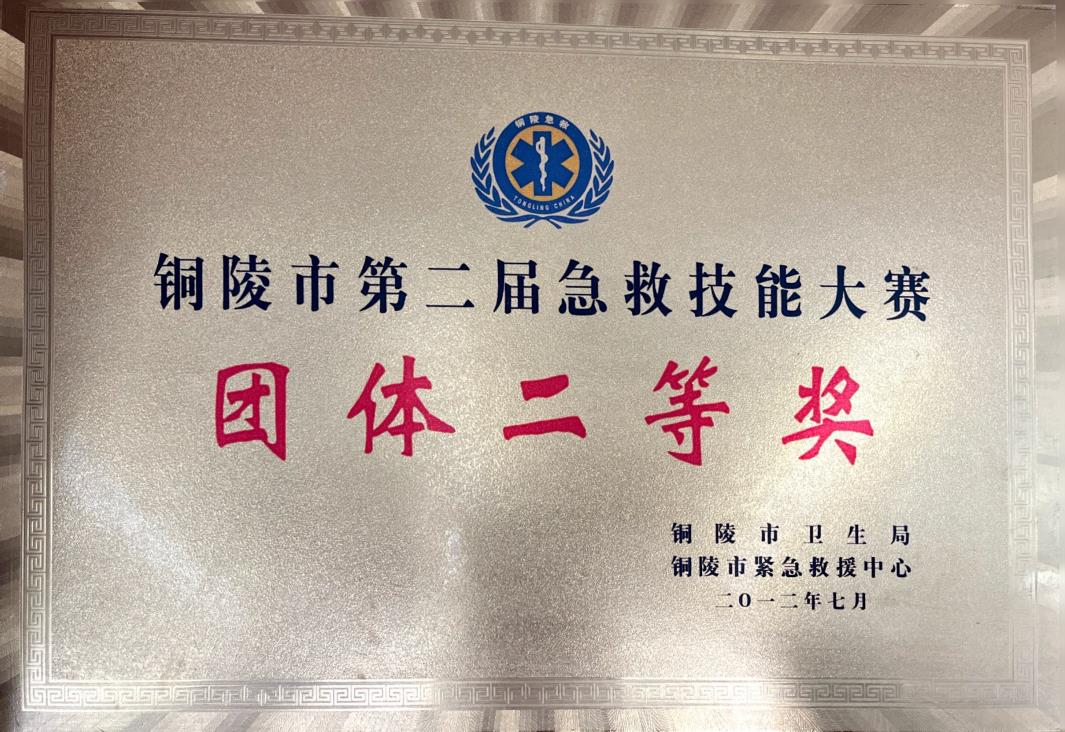 铜陵急救
TONGLING CHINA
铜陵市第二届急救技能大赛
团体二等奖
铜陵市卫生局
铜陵市紧急救援中心
二〇一二年七月